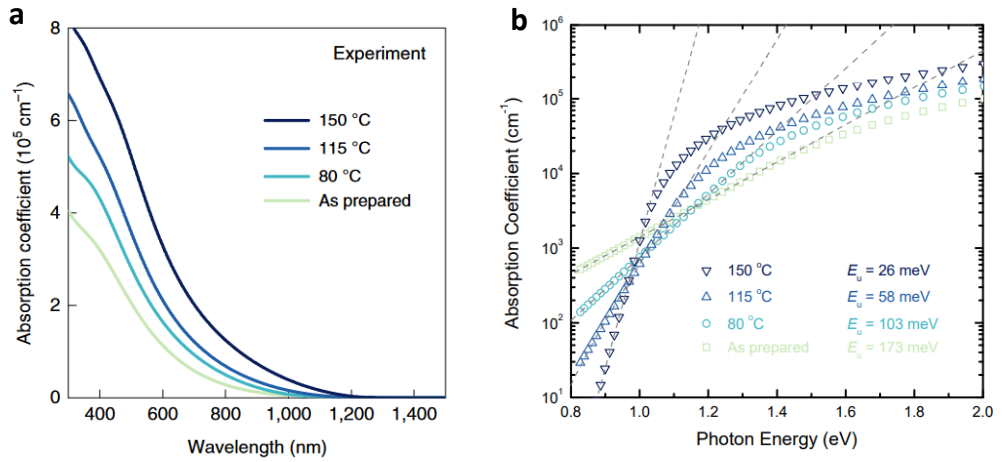 a
Absorption coefficient (10⁵ cm⁻¹)
8
6
4
2
0
Experiment
150 °C
115 °C
80 °C
As prepared
400 600 800 1,000 1,200 1,400
Wavelength (nm)
b
Absorption Coefficient (cm⁻¹)
10⁶
10⁵
10⁴
10³
10²
10¹
150 °C Eᵤ = 26 meV
115 °C Eᵤ = 58 meV
80 °C Eᵤ = 103 meV
As prepared Eᵤ = 173 meV
0.8 1.0 1.2 1.4 1.6 1.8 2.0
Photon Energy (eV)